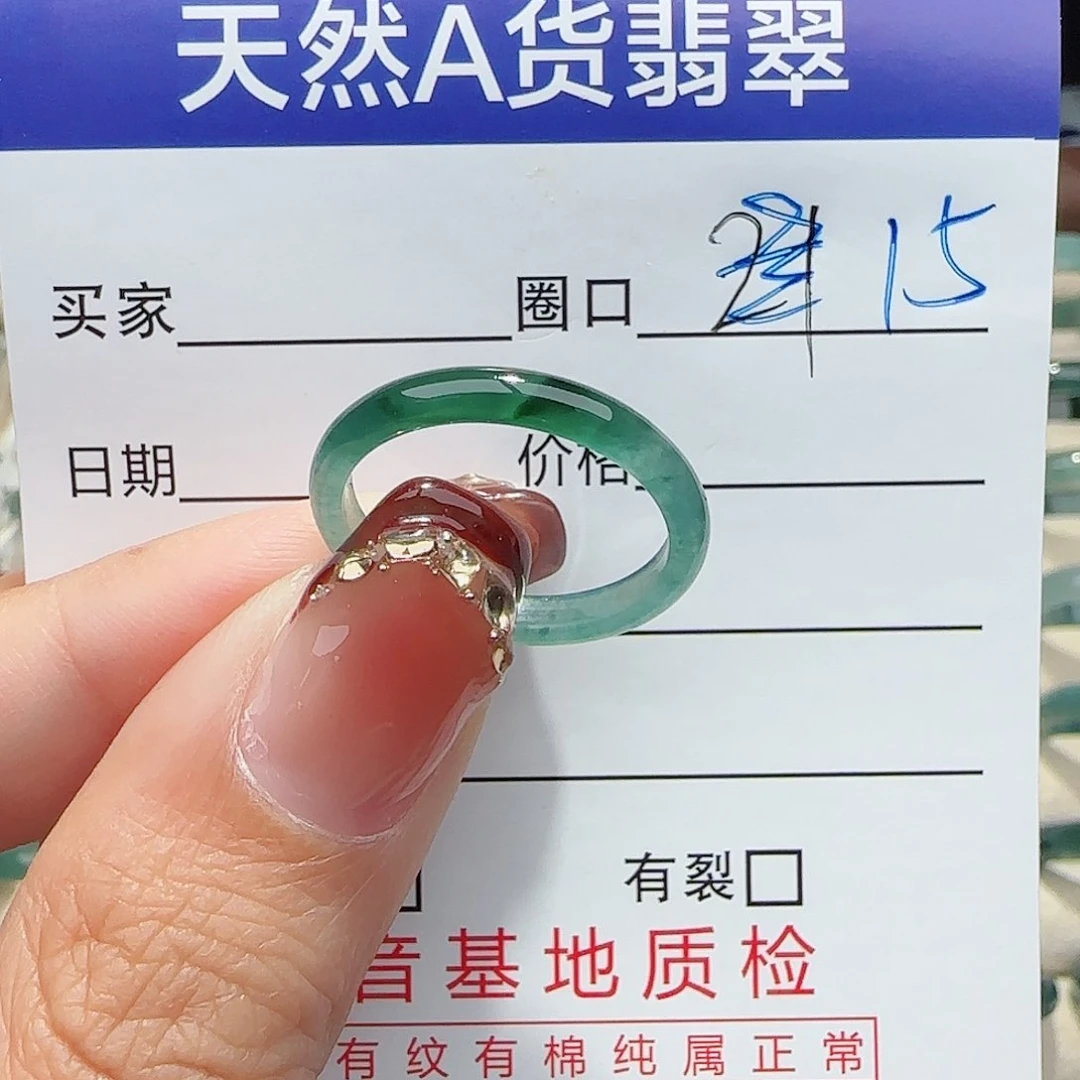 天然A货翡翠
买家 圈口 15
日期 价格
有裂
音基地质检
有纹有棉纯属正常